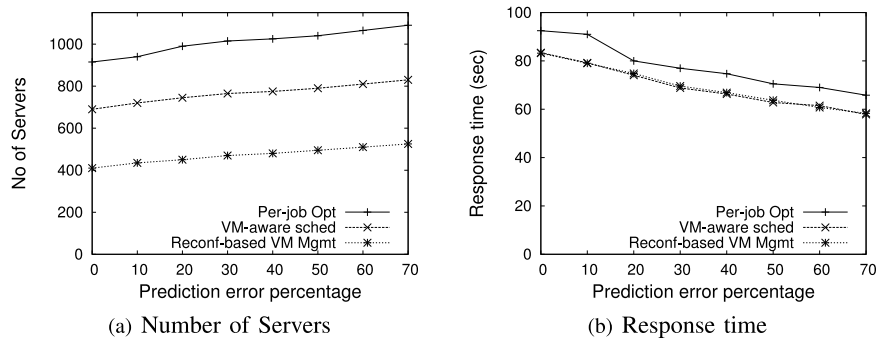 No of Servers
1000
800
600
400
200
0
Per-job Opt
VM-aware sched
Reconf-based VM Mgmt
0 10 20 30 40 50 60 70
Prediction error percentage
(a) Number of Servers
Response time (sec)
100
80
60
40
20
0
Per-job Opt
VM-aware sched
Reconf-based VM Mgmt
0 10 20 30 40 50 60 70
Prediction error percentage
(b) Response time